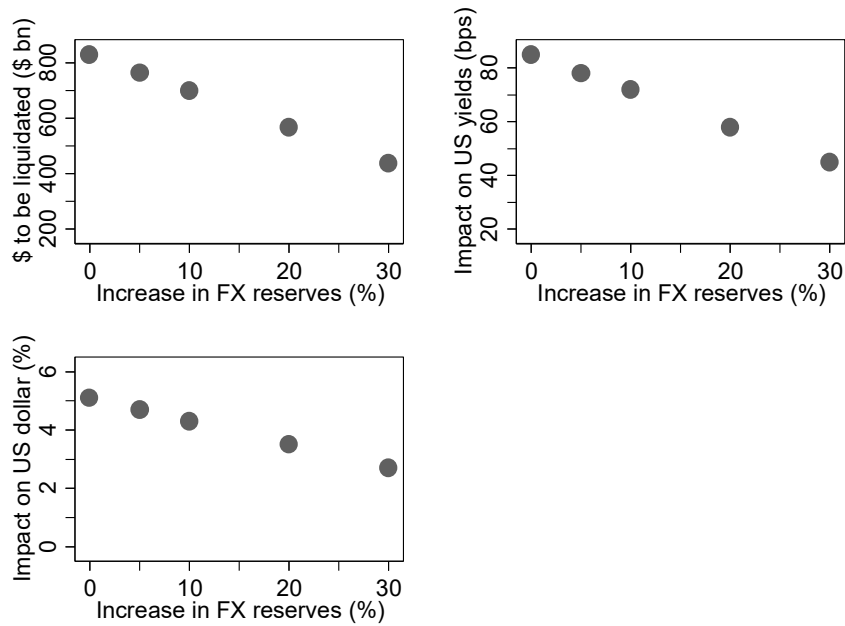 $ to be liquidated ($ bn)
800
600
400
200
0 10 20 30
Increase in FX reserves (%)
Impact on US yields (bps)
80
60
40
20
0 10 20 30
Increase in FX reserves (%)
Impact on US dollar (%)
6
4
2
0
0 10 20 30
Increase in FX reserves (%)